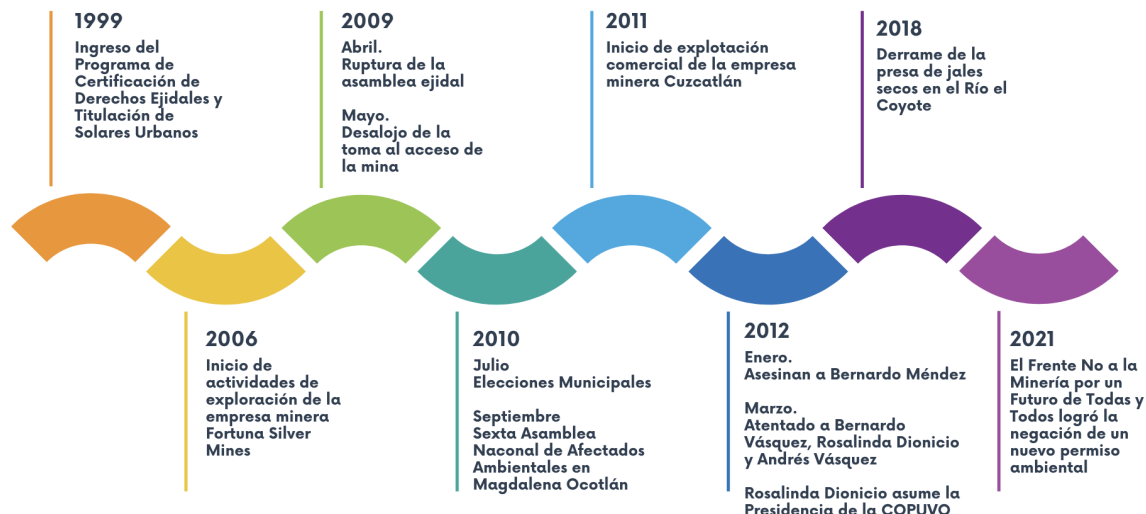 1999
Ingreso del
Programa de
Certificación de
Derechos Ejidales y
Titulación de
Solares Urbanos
2006
Inicio de
actividades de
exploración de la
empresa minera
Fortuna Silver
Mines
2009
Abril.
Ruptura de la
asamblea ejidal
Mayo.
Desalojo de la
toma al acceso de
la mina
2010
Julio
Elecciones Municipales
Septiembre
Sexta Asamblea
Naconal de Afectados
Ambientales en
Magdalena Ocotlán
2011
Inicio de explotación
comercial de la empresa
minera Cuzcatlán
2012
Enero.
Asesinan a Bernardo Méndez
Marzo.
Atentado a Bernardo
Vásquez, Rosalinda Dionicio
y Andrés Vásquez
Rosalinda Dionicio asume la
Presidencia de la COPUVO
2018
Derrame de la
presa de jales
secos en el Río el
Coyote
2021
El Frente No a la
Minería por un
Futuro de Todas y
Todos logró la
negación de un
nuevo permiso
ambiental